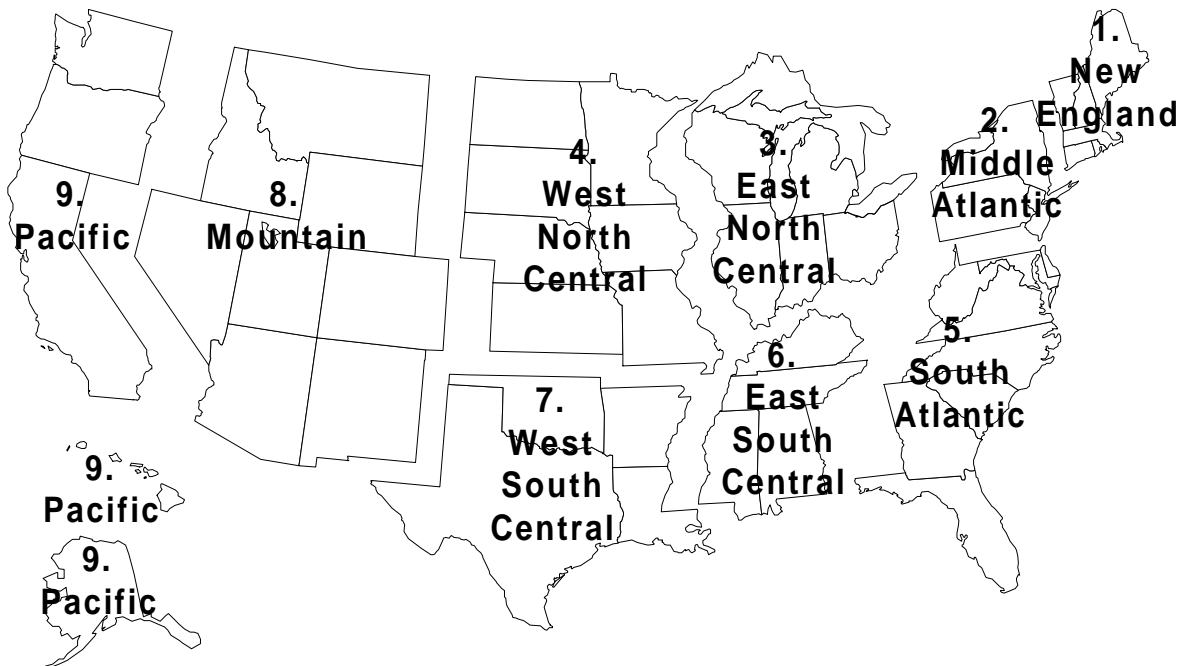 1.
New
England
2.
Middle
Atlantic
3.
East
North
Central
4.
West
North
Central
5.
South
Atlantic
6.
East
South
Central
7.
West
South
Central
8.
Mountain
9.
Pacific
9.
Pacific
9.
Pacific